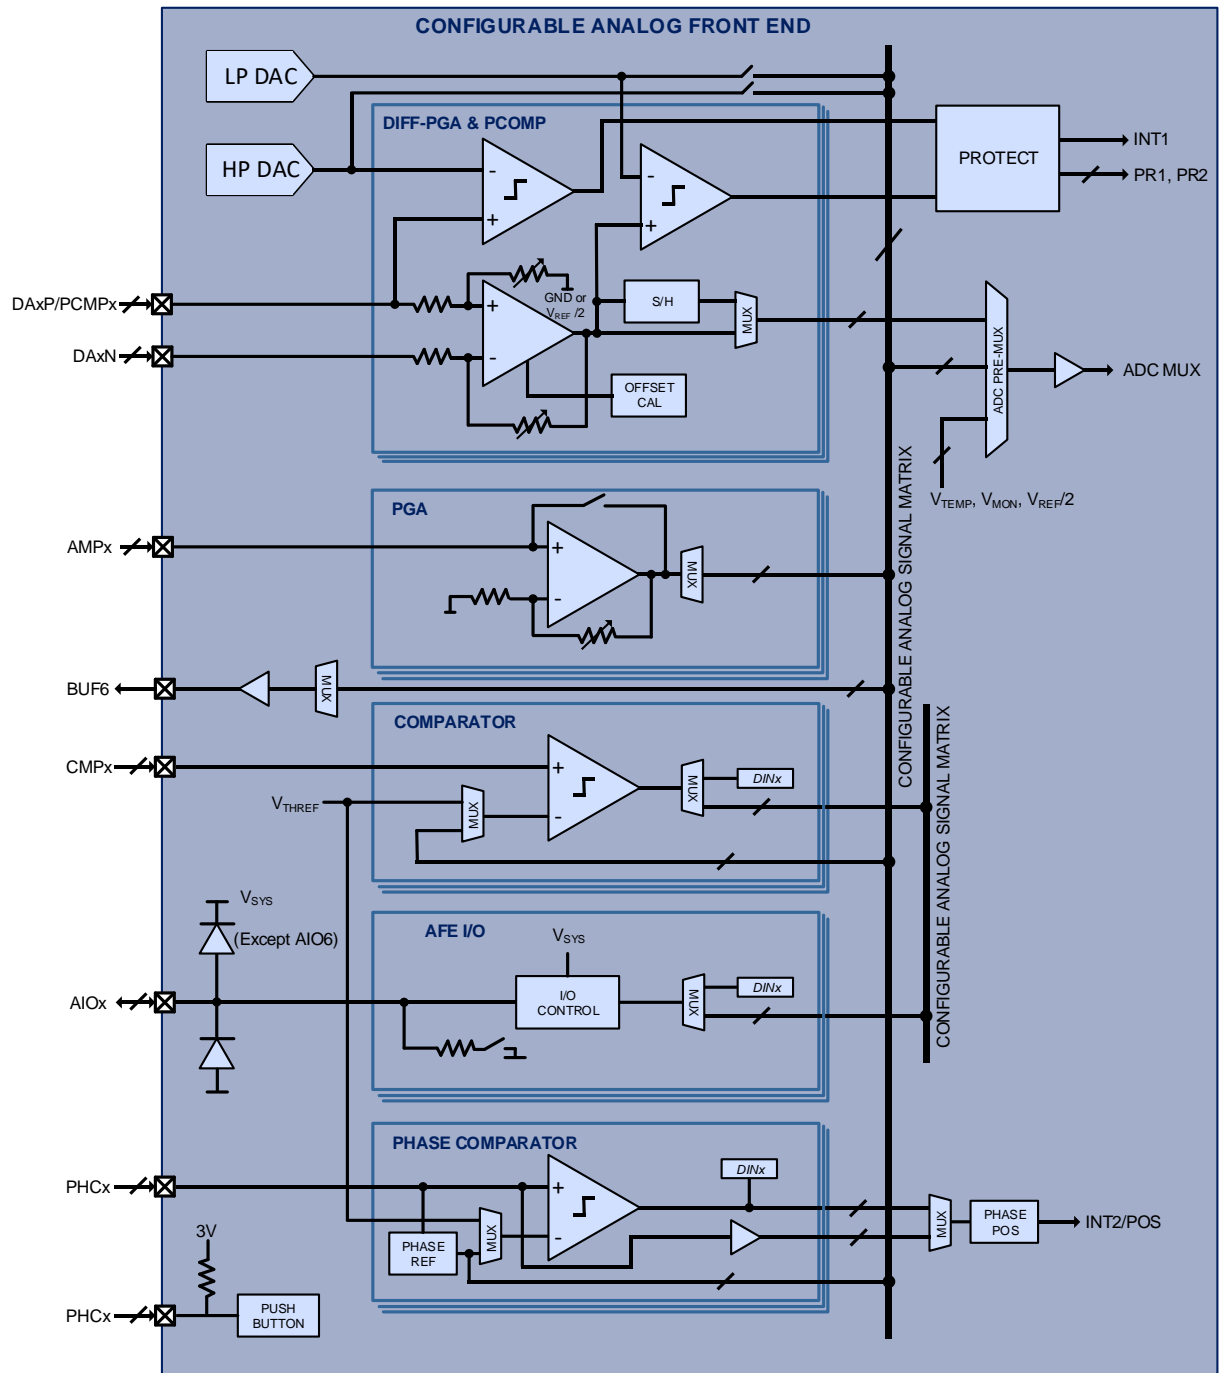 CONFIGURABLE ANALOG FRONT END
LP DAC
HP DAC
DIFF-PGA & PCOMP
-
+
-
+
PROTECT
INT1
PR1, PR2
DAxP/PCMPx
DAxN
+
-
GND or
VREF /2
S/H
MUX
OFFSET
CAL
ADC PRE-MUX
ADC MUX
VTEMP, VMON, VREF/2
CONFIGURABLE ANALOG SIGNAL MATRIX
PGA
AMPx
+
-
MUX
BUF6
MUX
COMPARATOR
CMPx
+
-
VTHREF
MUX
MUX
DINx
CONFIGURABLE ANALOG SIGNAL MATRIX
VSYS
(Except AIO6)
AFE I/O
VSYS
AIOx
I/O
CONTROL
MUX
DINx
PHASE COMPARATOR
PHCx
+
-
DINx
PHASE
REF
MUX
MUX
PHASE
POS
INT2/POS
3V
PHCx
PUSH
BUTTON